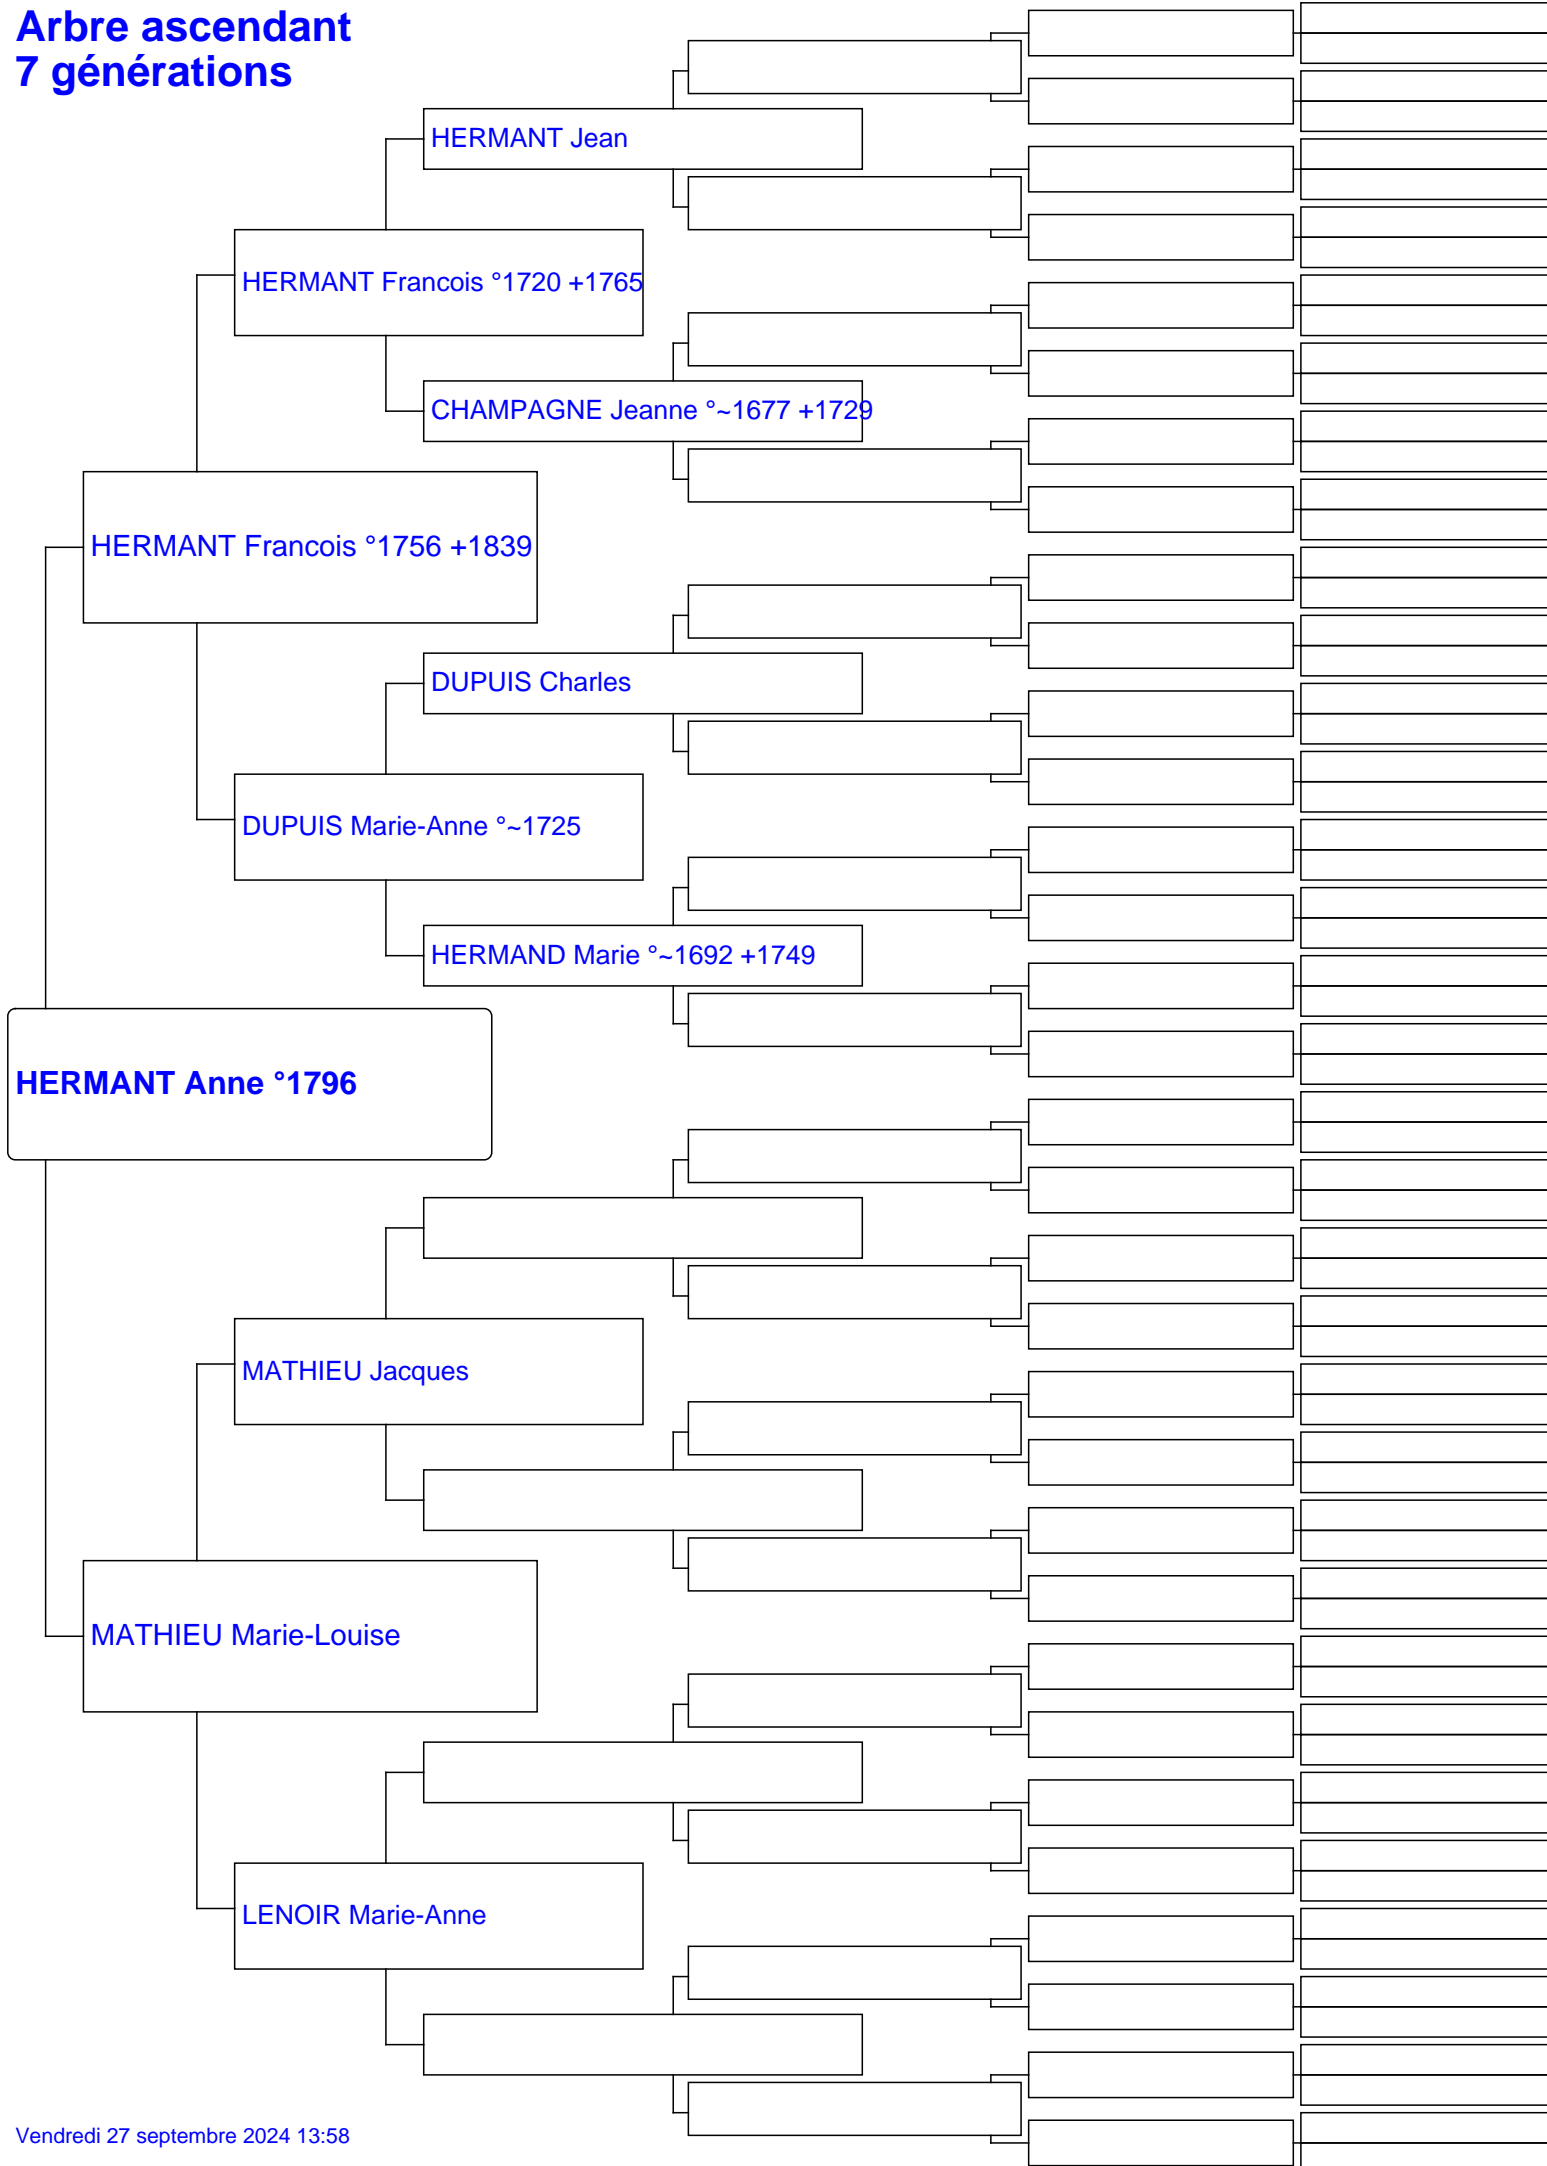 Arbre ascendant
7 générations
HERMANT Jean
HERMANT Francois °1720 +1765
CHAMPAGNE Jeanne °~1677 +1729
HERMANT Francois °1756 +1839
DUPUIS Charles
DUPUIS Marie-Anne °~1725
HERMAND Marie °~1692 +1749
HERMANT Anne °1796
MATHIEU Jacques
MATHIEU Marie-Louise
LENOIR Marie-Anne
Vendredi 27 septembre 2024 13:58